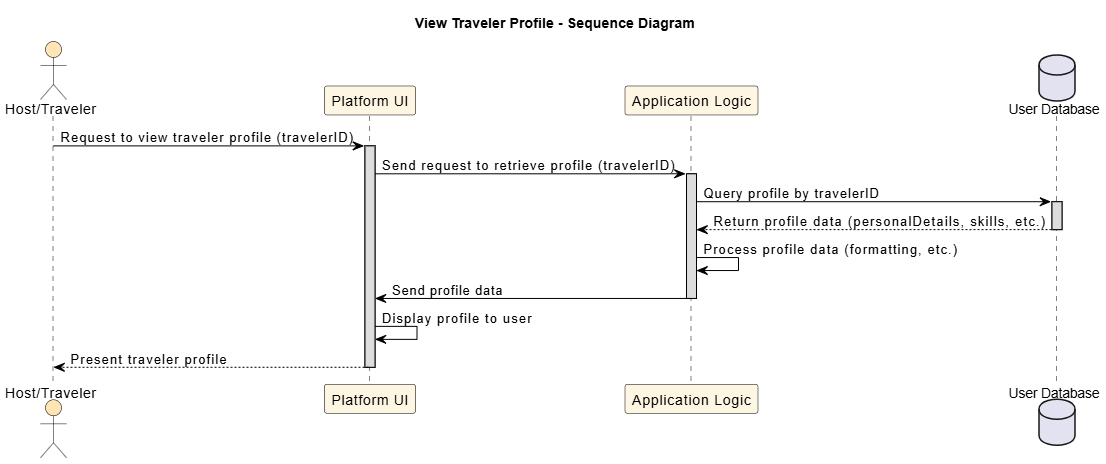 View Traveler Profile - Sequence Diagram
Host/Traveler
Platform UI
Application Logic
User Database
Request to view traveler profile (travelerID)
Send request to retrieve profile (travelerID)
Query profile by travelerID
Return profile data (personalDetails, skills, etc.)
Process profile data (formatting, etc.)
Send profile data
Display profile to user
Present traveler profile
Host/Traveler
Platform UI
Application Logic
User Database